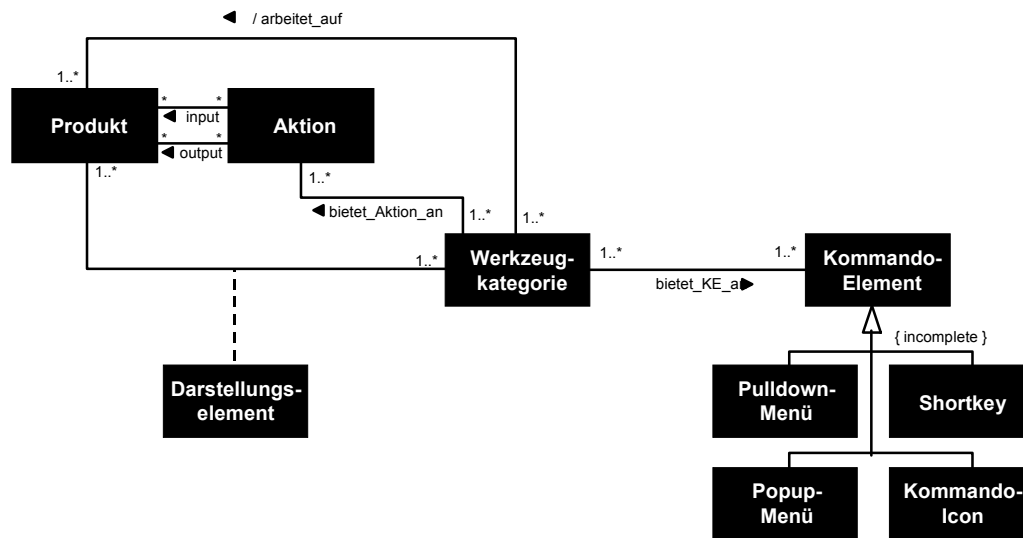 / arbeitet_auf
1..*
Produkt
* *
input
* *
output
Aktion
1..*
1..*
bietet_Aktion_an
1..*
1..*
1..*
Werkzeug-
kategorie
1..*
1..*
bietet_KE_a
Kommando-
Element
{ incomplete }
Darstellungs-
element
Pulldown-
Menü
Shortkey
Popup-
Menü
Kommando-
Icon